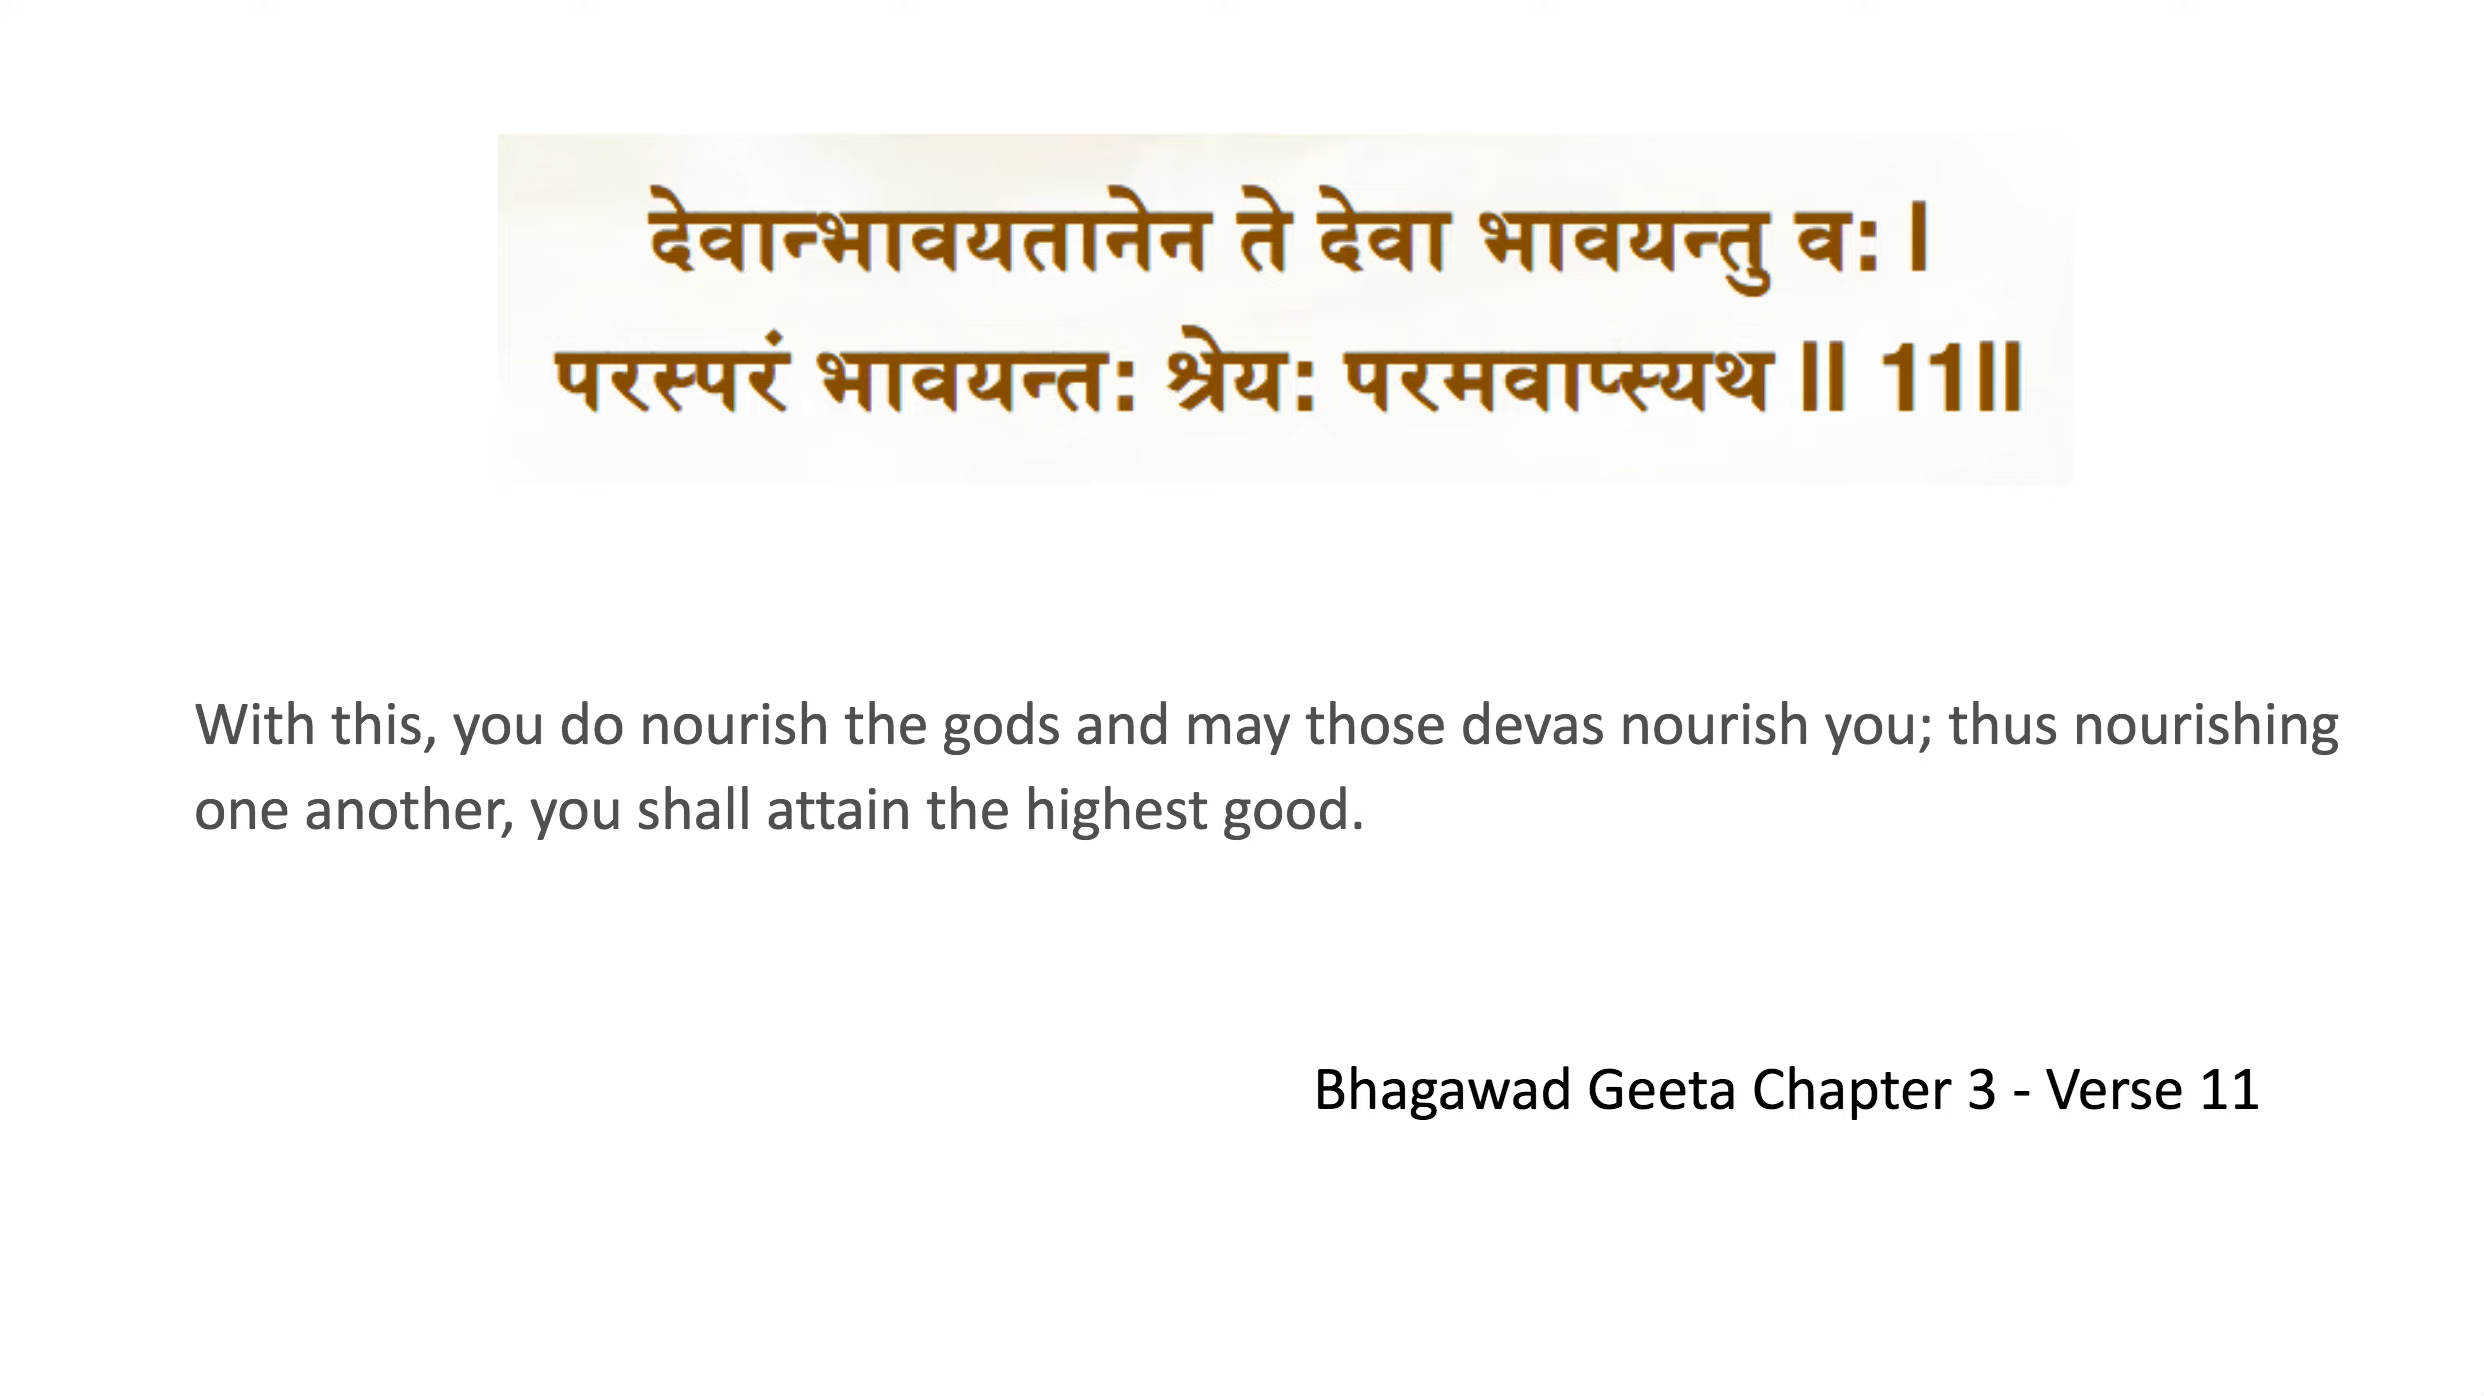 देवान्भावयतानेन ते देवा भावयन्तु व: ।
परस्परं भावयन्त: श्रेय: परमवाप्स्यथ ॥ 11॥
With this, you do nourish the gods and may those devas nourish you; thus nourishing
one another, you shall attain the highest good.
Bhagawad Geeta Chapter 3 - Verse 11